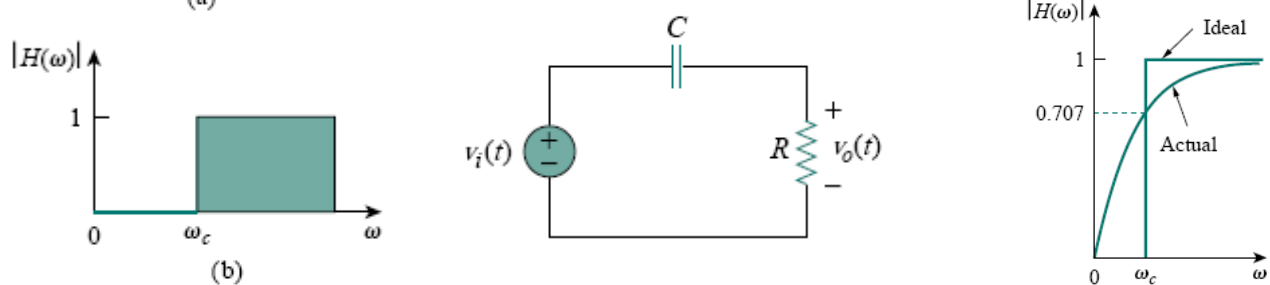 (a)
|H(ω)|
1
0
ω_c
ω
(b)
C
v_i(t)
+
−
R
+
v_o(t)
−
|H(ω)|
Ideal
1
0.707
Actual
0
ω_c
ω